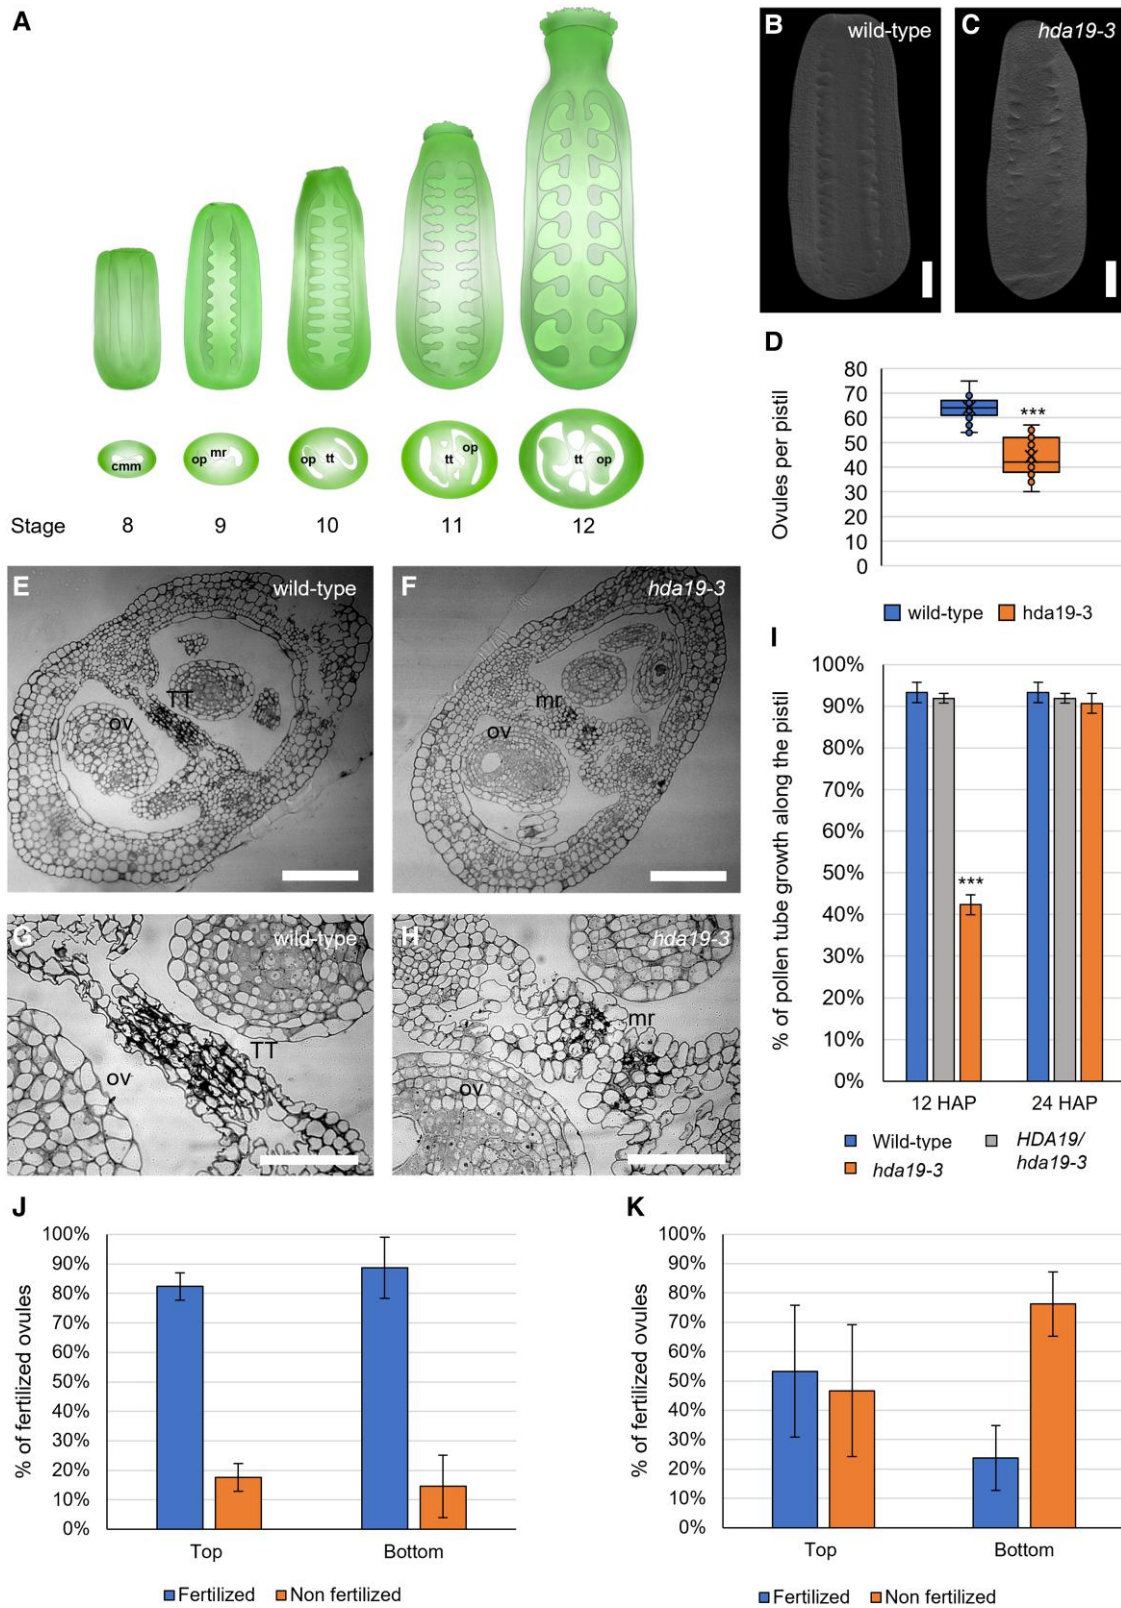 A
cmm
op mr
op tt
tt op
tt op
Stage 8 9 10 11 12
B wild-type
C hda19-3
D
Ovules per pistil
80
70
60
50
40
30
20
10
0
***
wild-type hda19-3
E wild-type
TT
ov
F hda19-3
mr
ov
G wild-type
TT
ov
H hda19-3
mr
ov
I
% of pollen tube growth along the pistil
100%
90%
80%
70%
60%
50%
40%
30%
20%
10%
0%
***
12 HAP 24 HAP
Wild-type HDA19/
hda19-3 hda19-3
J
% of fertilized ovules
100%
90%
80%
70%
60%
50%
40%
30%
20%
10%
0%
Top Bottom
Fertilized Non fertilized
K
% of fertilized ovules
100%
90%
80%
70%
60%
50%
40%
30%
20%
10%
0%
Top Bottom
Fertilized Non fertilized